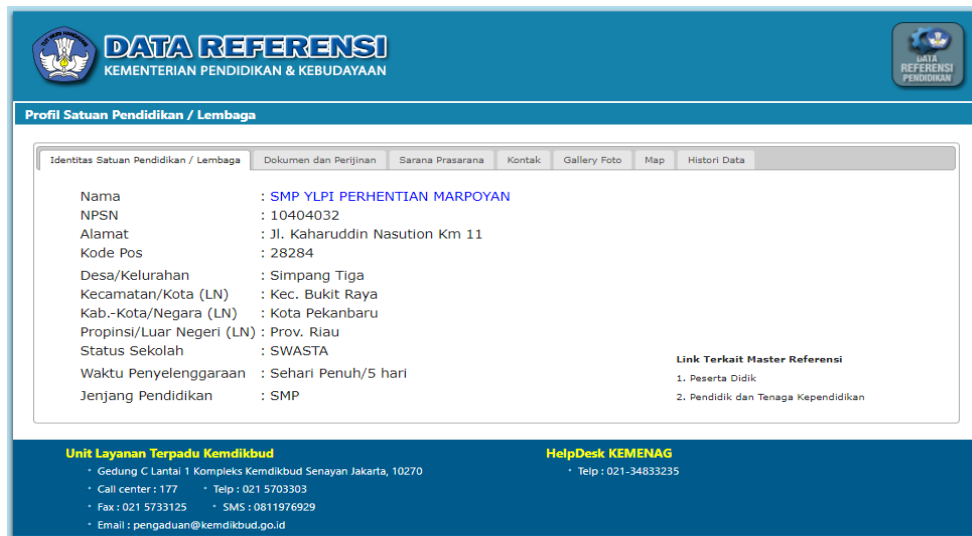 DATA REFERENSI
KEMENTERIAN PENDIDIKAN & KEBUDAYAAN
DATA
REFERENSI
PENDIDIKAN
Profil Satuan Pendidikan / Lembaga
Identitas Satuan Pendidikan / Lembaga Dokumen dan Perijinan Sarana Prasarana Kontak Gallery Foto Map Histori Data
Nama : SMP YLPI PERHENTIAN MARPOYAN
NPSN : 10404032
Alamat : Jl. Kaharuddin Nasution Km 11
Kode Pos : 28284
Desa/Kelurahan : Simpang Tiga
Kecamatan/Kota (LN) : Kec. Bukit Raya
Kab.-Kota/Negara (LN) : Kota Pekanbaru
Propinsi/Luar Negeri (LN) : Prov. Riau
Status Sekolah : SWASTA
Waktu Penyelenggaraan : Sehari Penuh/5 hari
Jenjang Pendidikan : SMP
Link Terkait Master Referensi
1. Peserta Didik
2. Pendidik dan Tenaga Kependidikan
Unit Layanan Terpadu Kemdikbud
· Gedung C Lantai 1 Kompleks Kemdikbud Senayan Jakarta, 10270
· Call center : 177 · Telp : 021 5703303
· Fax : 021 5733125 · SMS : 0811976929
· Email : pengaduan@kemdikbud.go.id
HelpDesk KEMENAG
· Telp : 021-34833235